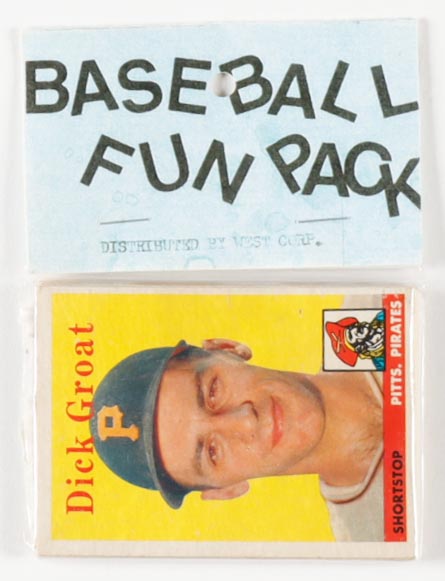 BASEBALL
FUN PACK
DISTRIBUTED BY WEST CORP.
Dick Groat
P
PITTS. PIRATES
SHORTSTOP